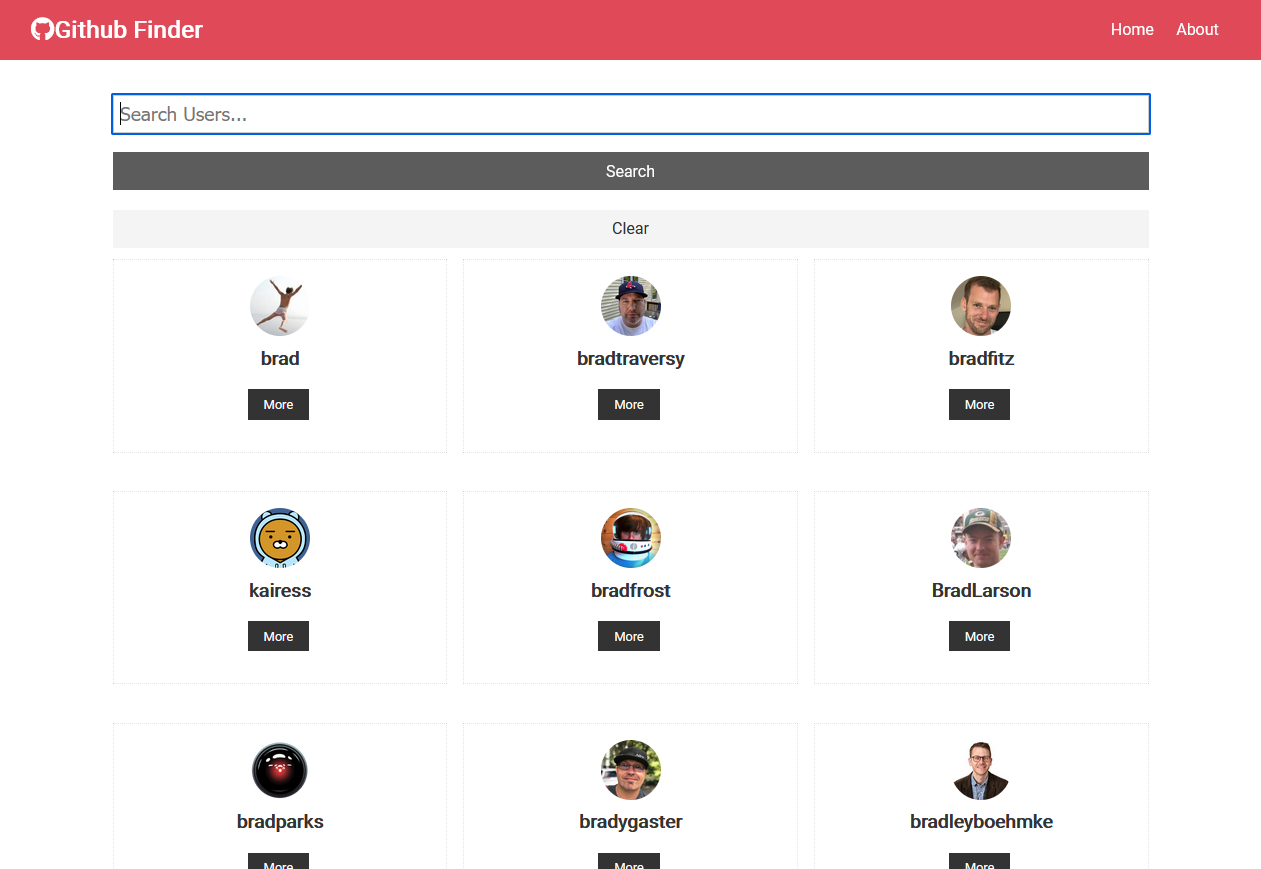 Github Finder Home About
Search Users...
Search
Clear
brad bradtraversy bradfitz
More More More
kairess bradfrost BradLarson
More More More
bradparks bradygaster bradleyboehmke
More More More